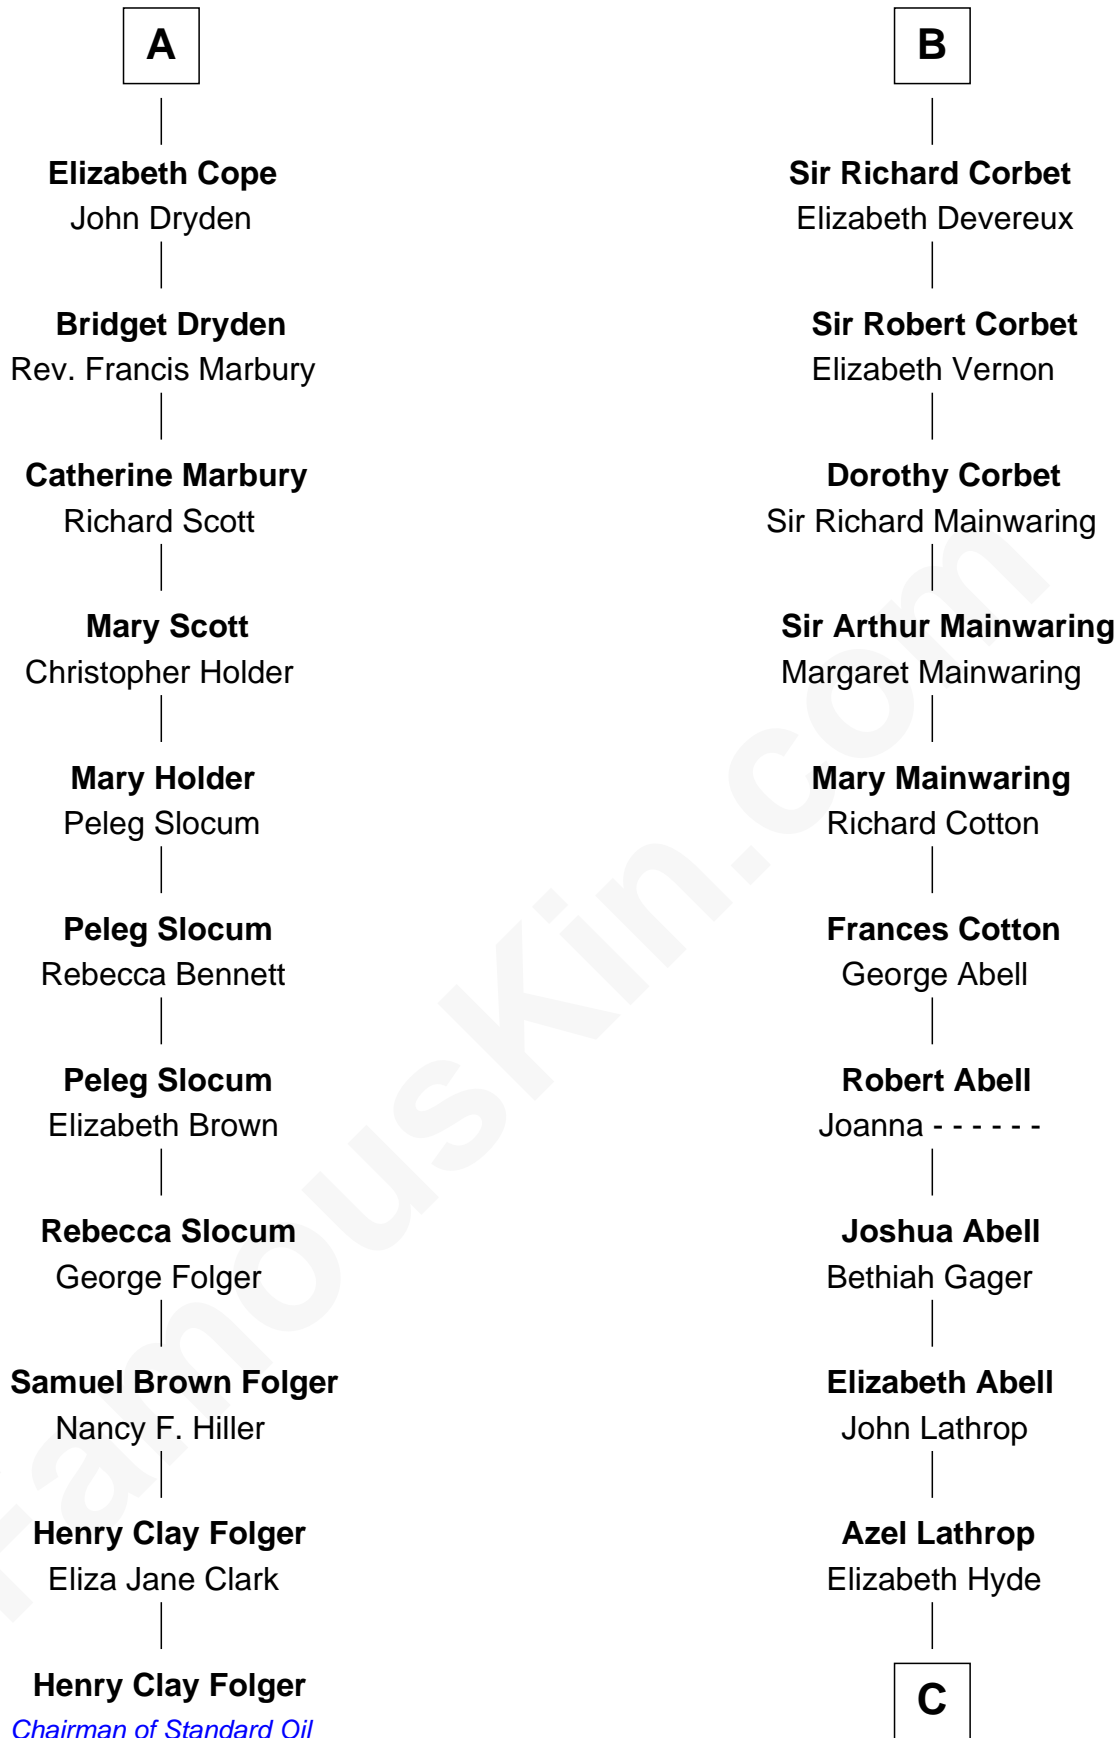 A
Elizabeth Cope
John Dryden
Bridget Dryden
Rev. Francis Marbury
Catherine Marbury
Richard Scott
Mary Scott
Christopher Holder
Mary Holder
Peleg Slocum
Peleg Slocum
Rebecca Bennett
Peleg Slocum
Elizabeth Brown
Rebecca Slocum
George Folger
Samuel Brown Folger
Nancy F. Hiller
Henry Clay Folger
Eliza Jane Clark
Henry Clay Folger
Chairman of Standard Oil
B
Sir Richard Corbet
Elizabeth Devereux
Sir Robert Corbet
Elizabeth Vernon
Dorothy Corbet
Sir Richard Mainwaring
Sir Arthur Mainwaring
Margaret Mainwaring
Mary Mainwaring
Richard Cotton
Frances Cotton
George Abell
Robert Abell
Joanna - - - - - -
Joshua Abell
Bethiah Gager
Elizabeth Abell
John Lathrop
Azel Lathrop
Elizabeth Hyde
C
FamousKin.com